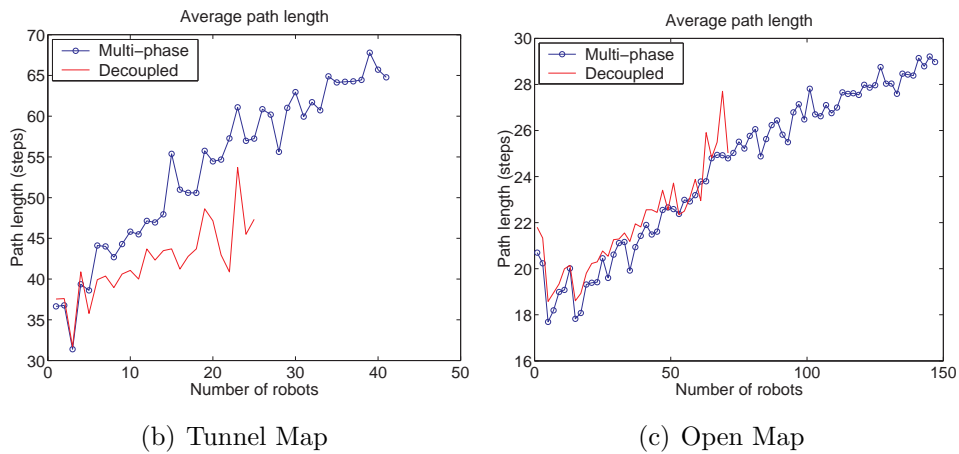 Average path length
Multi−phase
Decoupled
Path length (steps)
70
65
60
55
50
45
40
35
30
0
10
20
30
40
50
Number of robots
(b) Tunnel Map
Average path length
Multi−phase
Decoupled
Path length (steps)
30
28
26
24
22
20
18
16
0
50
100
150
Number of robots
(c) Open Map